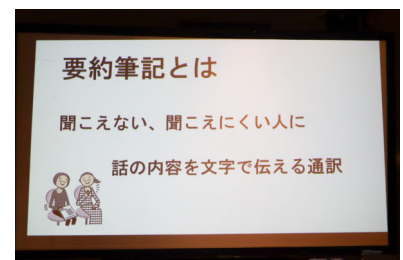 要約筆記とは
聞こえない、聞こえにくい人に
話の内容を文字で伝える通訳